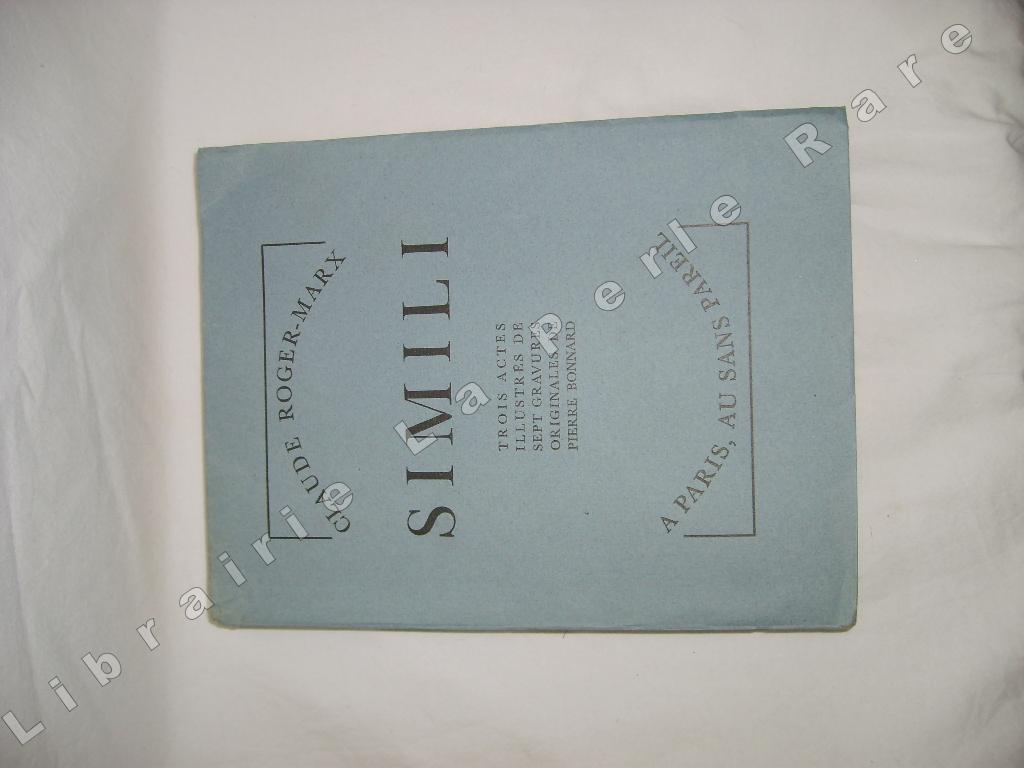 CLAUDE ROGER-MARX
SIMILI
TROIS ACTES
ILLUSTRÉS DE
SEPT GRAVURES
ORIGINALES DE
PIERRE BONNARD
A PARIS, AU SANS PAREIL
Librairie La perle Rare